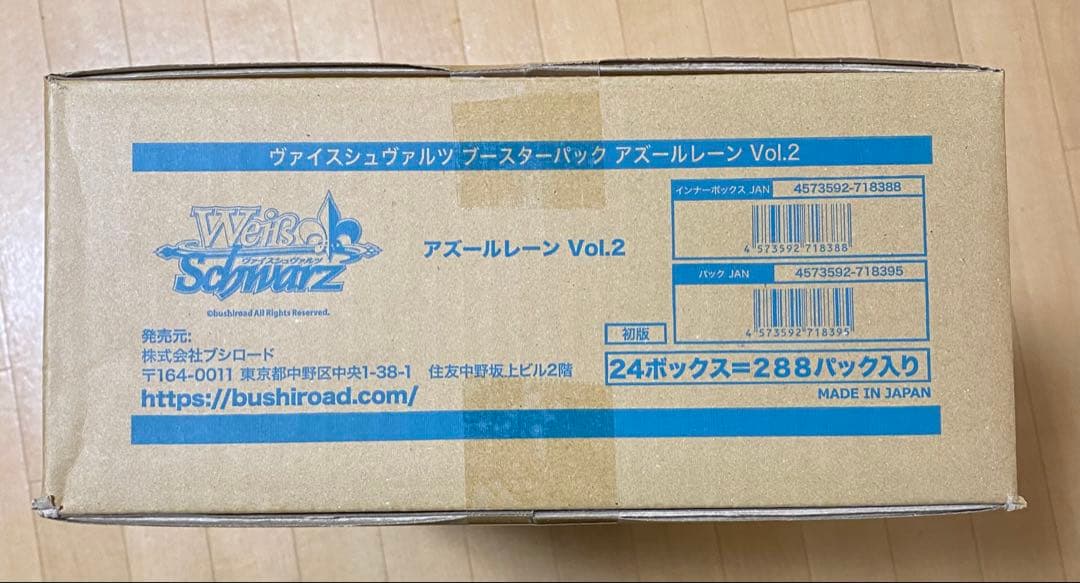 ヴァイスシュヴァルツ ブースターパック アズールレーン Vol.2
Weiß
ヴァイスシュヴァルツ
Schwarz
©bushiroad All Rights Reserved.
アズールレーン Vol.2
インナーボックス JAN 4573592-718388
4 573592 718388
パック JAN 4573592-718395
4 573592 718395
発売元:
株式会社ブシロード
〒164-0011 東京都中野区中央1-38-1 住友中野坂上ビル2階
https://bushiroad.com/
初版
24ボックス=288パック入り
MADE IN JAPAN